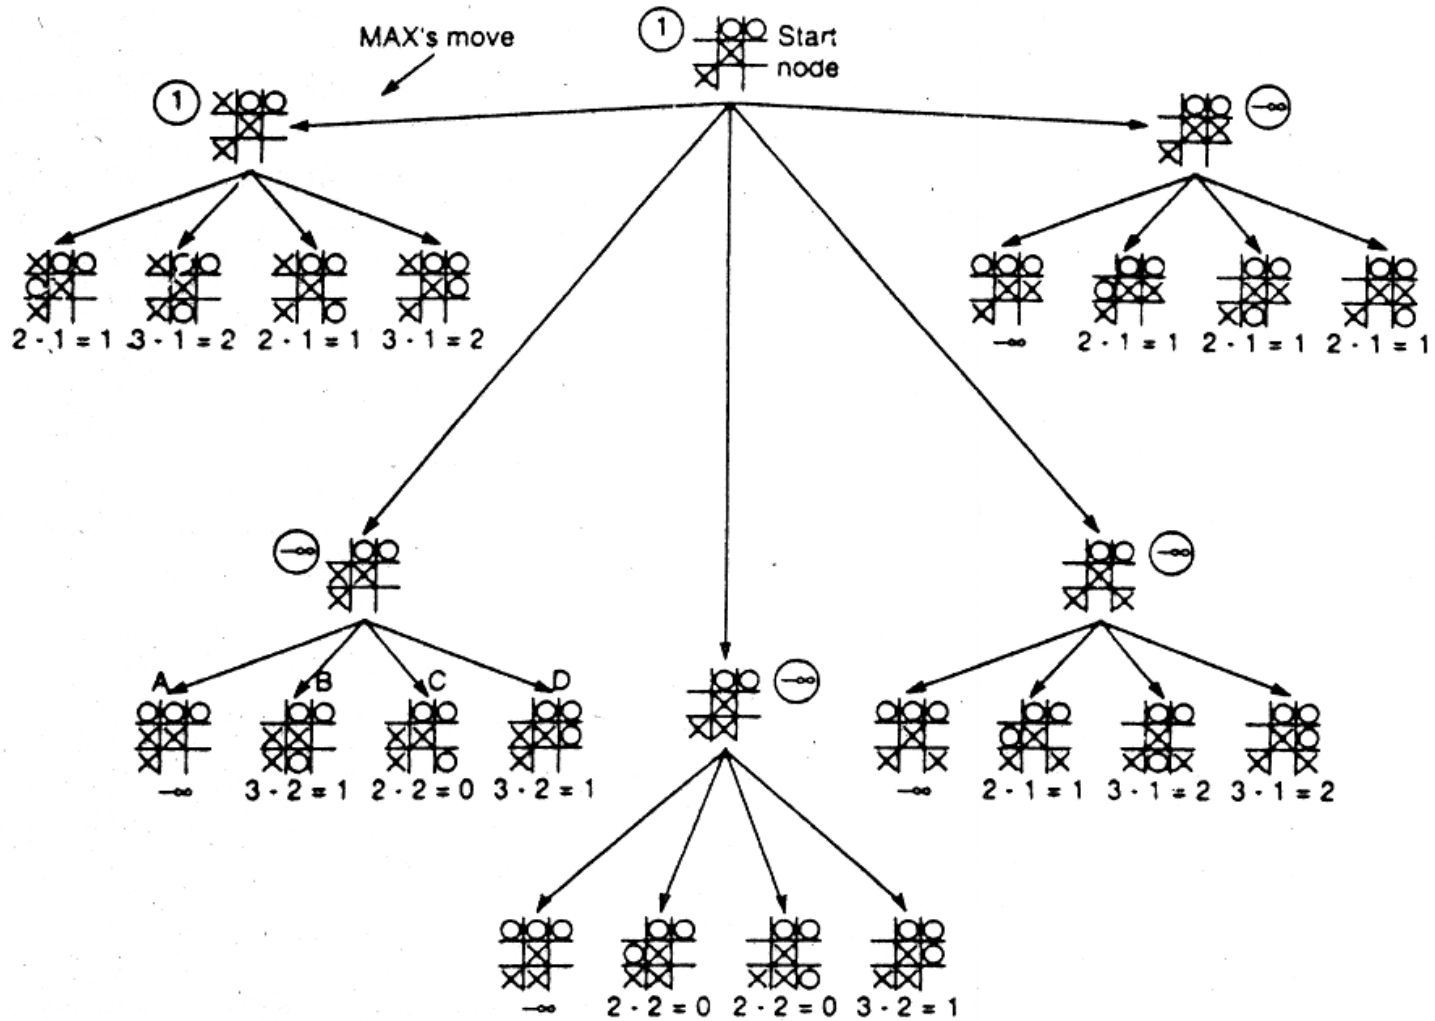 MAX's move
1
Start
node
1
−∞
2 - 1 = 1
3 - 1 = 2
2 - 1 = 1
3 - 1 = 2
−∞
2 - 1 = 1
2 - 1 = 1
2 - 1 = 1
−∞
−∞
A
B
C
D
−∞
−∞
3 - 2 = 1
2 - 2 = 0
3 - 2 = 1
−∞
2 - 1 = 1
3 - 1 = 2
3 - 1 = 2
−∞
2 - 2 = 0
2 - 2 = 0
3 - 2 = 1